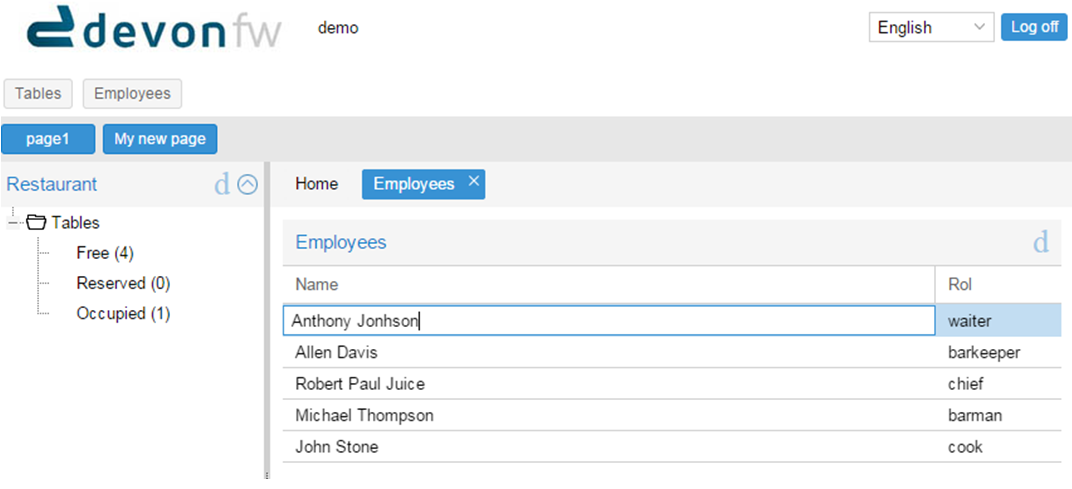 devonfw demo English Log off
Tables Employees
page1 My new page
Restaurant d Home Employees
Tables
Free (4)
Reserved (0)
Occupied (1)
Employees d
Name Rol
Anthony Jonhson waiter
Allen Davis barkeeper
Robert Paul Juice chief
Michael Thompson barman
John Stone cook